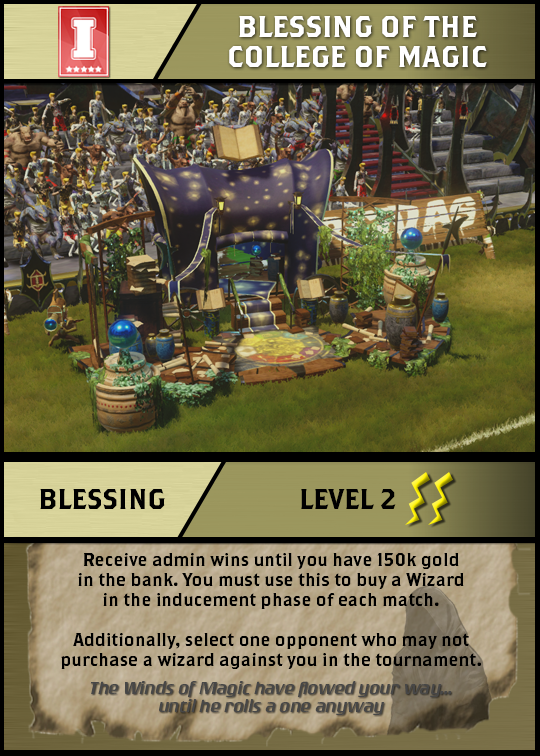 BLESSING OF THE
COLLEGE OF MAGIC
I
BLESSING
LEVEL 2
Receive admin wins until you have 150k gold
in the bank. You must use this to buy a Wizard
in the inducement phase of each match.
Additionally, select one opponent who may not
purchase a wizard against you in the tournament.
The Winds of Magic have flowed your way...
until he rolls a one anyway